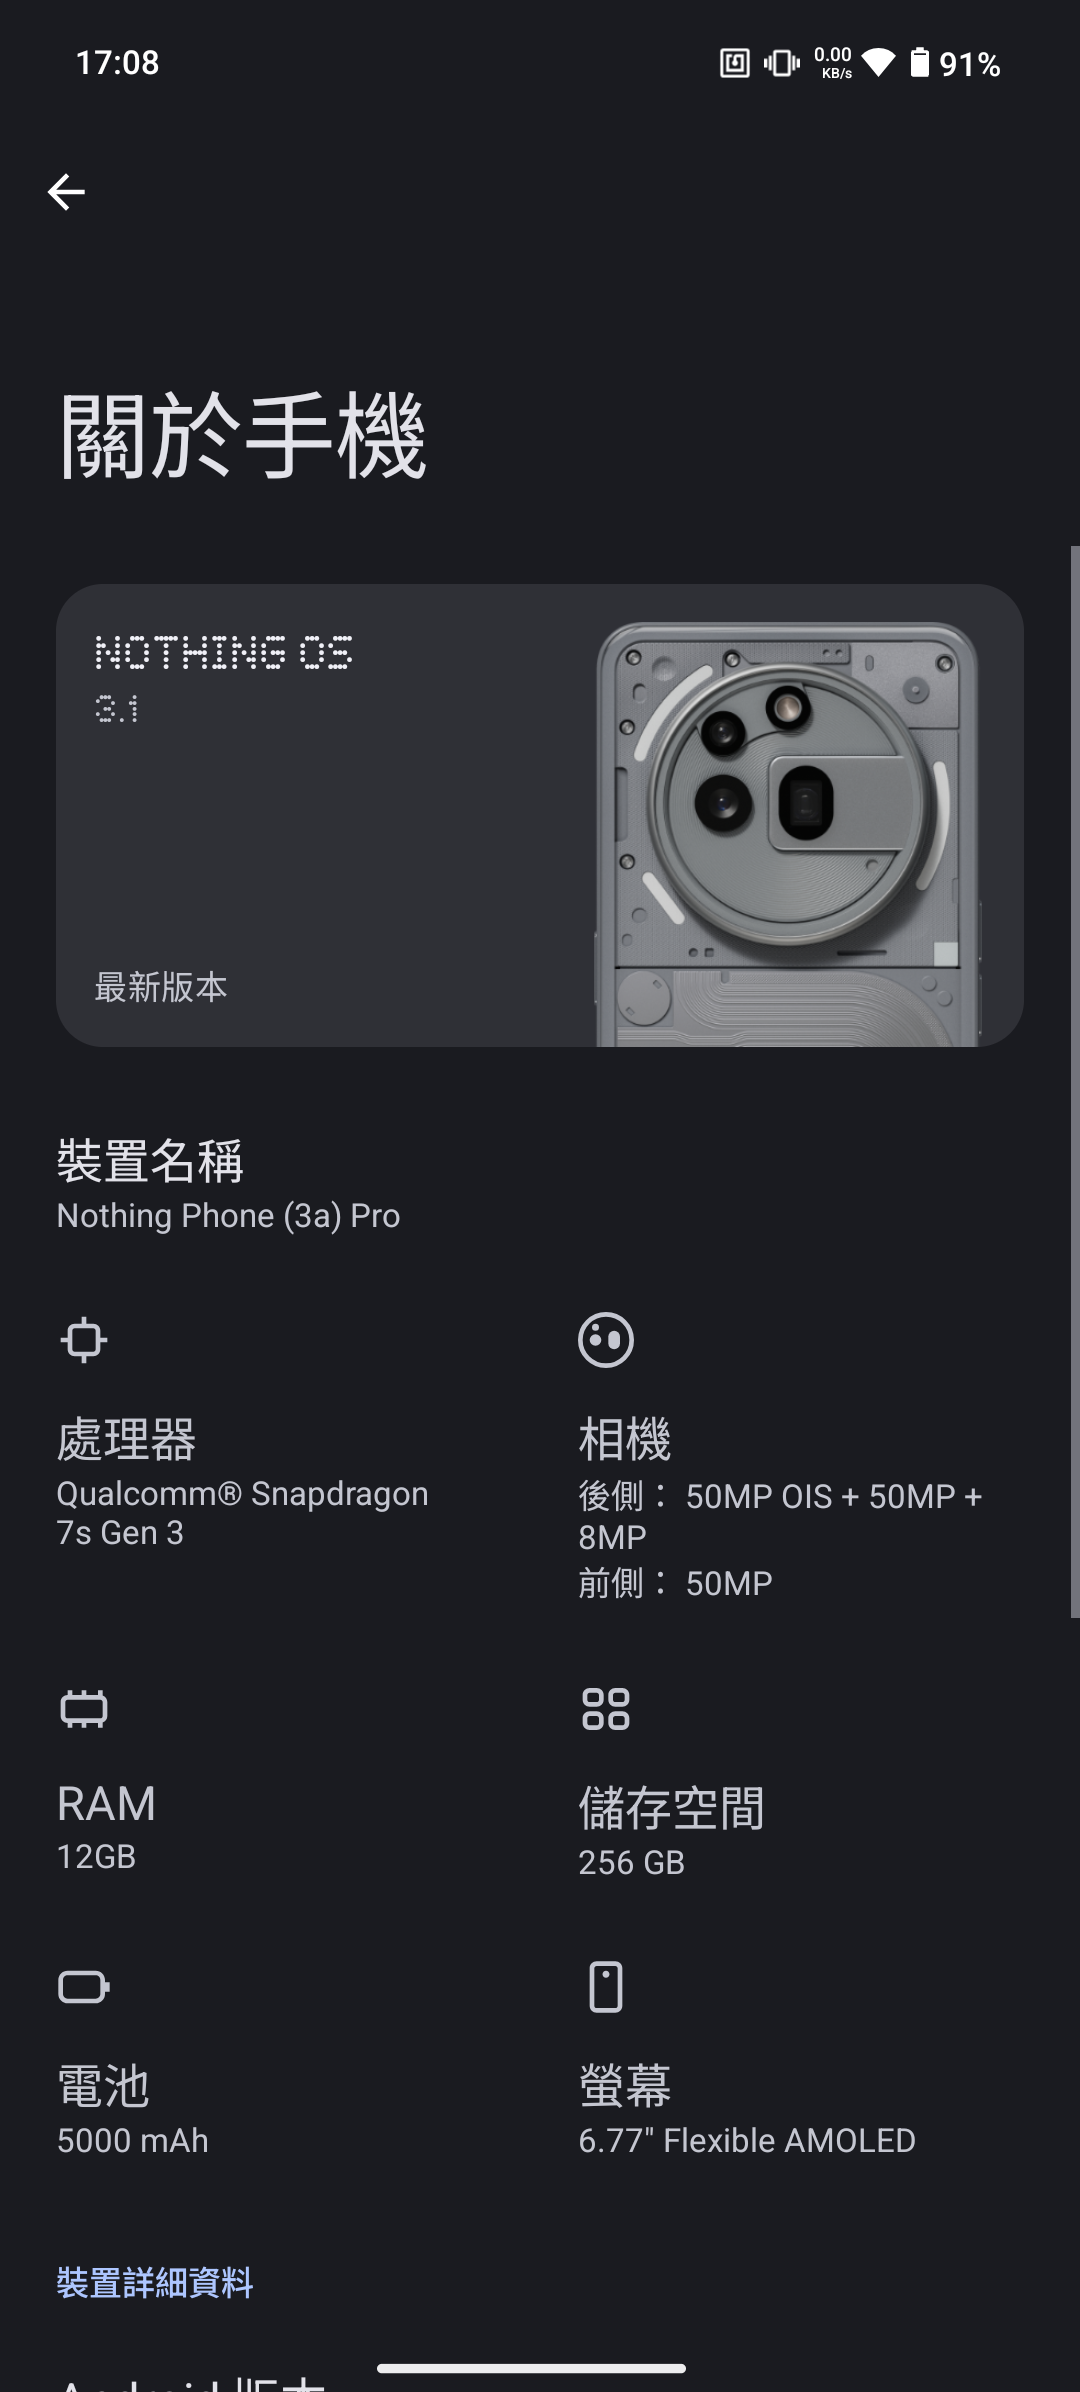 17:08
0.00
KB/s
91%
關於手機
NOTHING OS
3.1
最新版本
裝置名稱
Nothing Phone (3a) Pro
處理器
Qualcomm® Snapdragon
7s Gen 3
相機
後側： 50MP OIS + 50MP +
8MP
前側： 50MP
RAM
12GB
儲存空間
256 GB
電池
5000 mAh
螢幕
6.77" Flexible AMOLED
裝置詳細資料
Android 版本